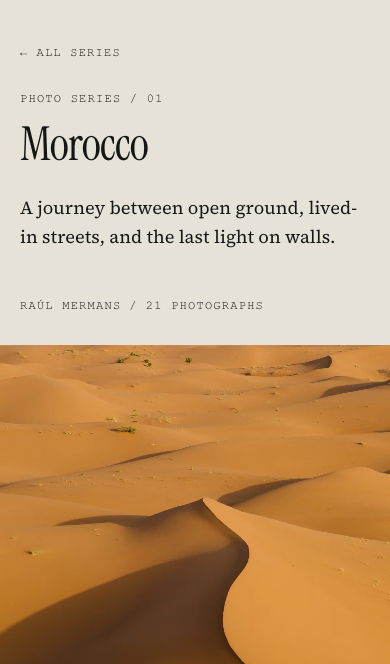 ← ALL SERIES
PHOTO SERIES / 01
Morocco
A journey between open ground, lived-
in streets, and the last light on walls.
RAÚL MERMANS / 21 PHOTOGRAPHS